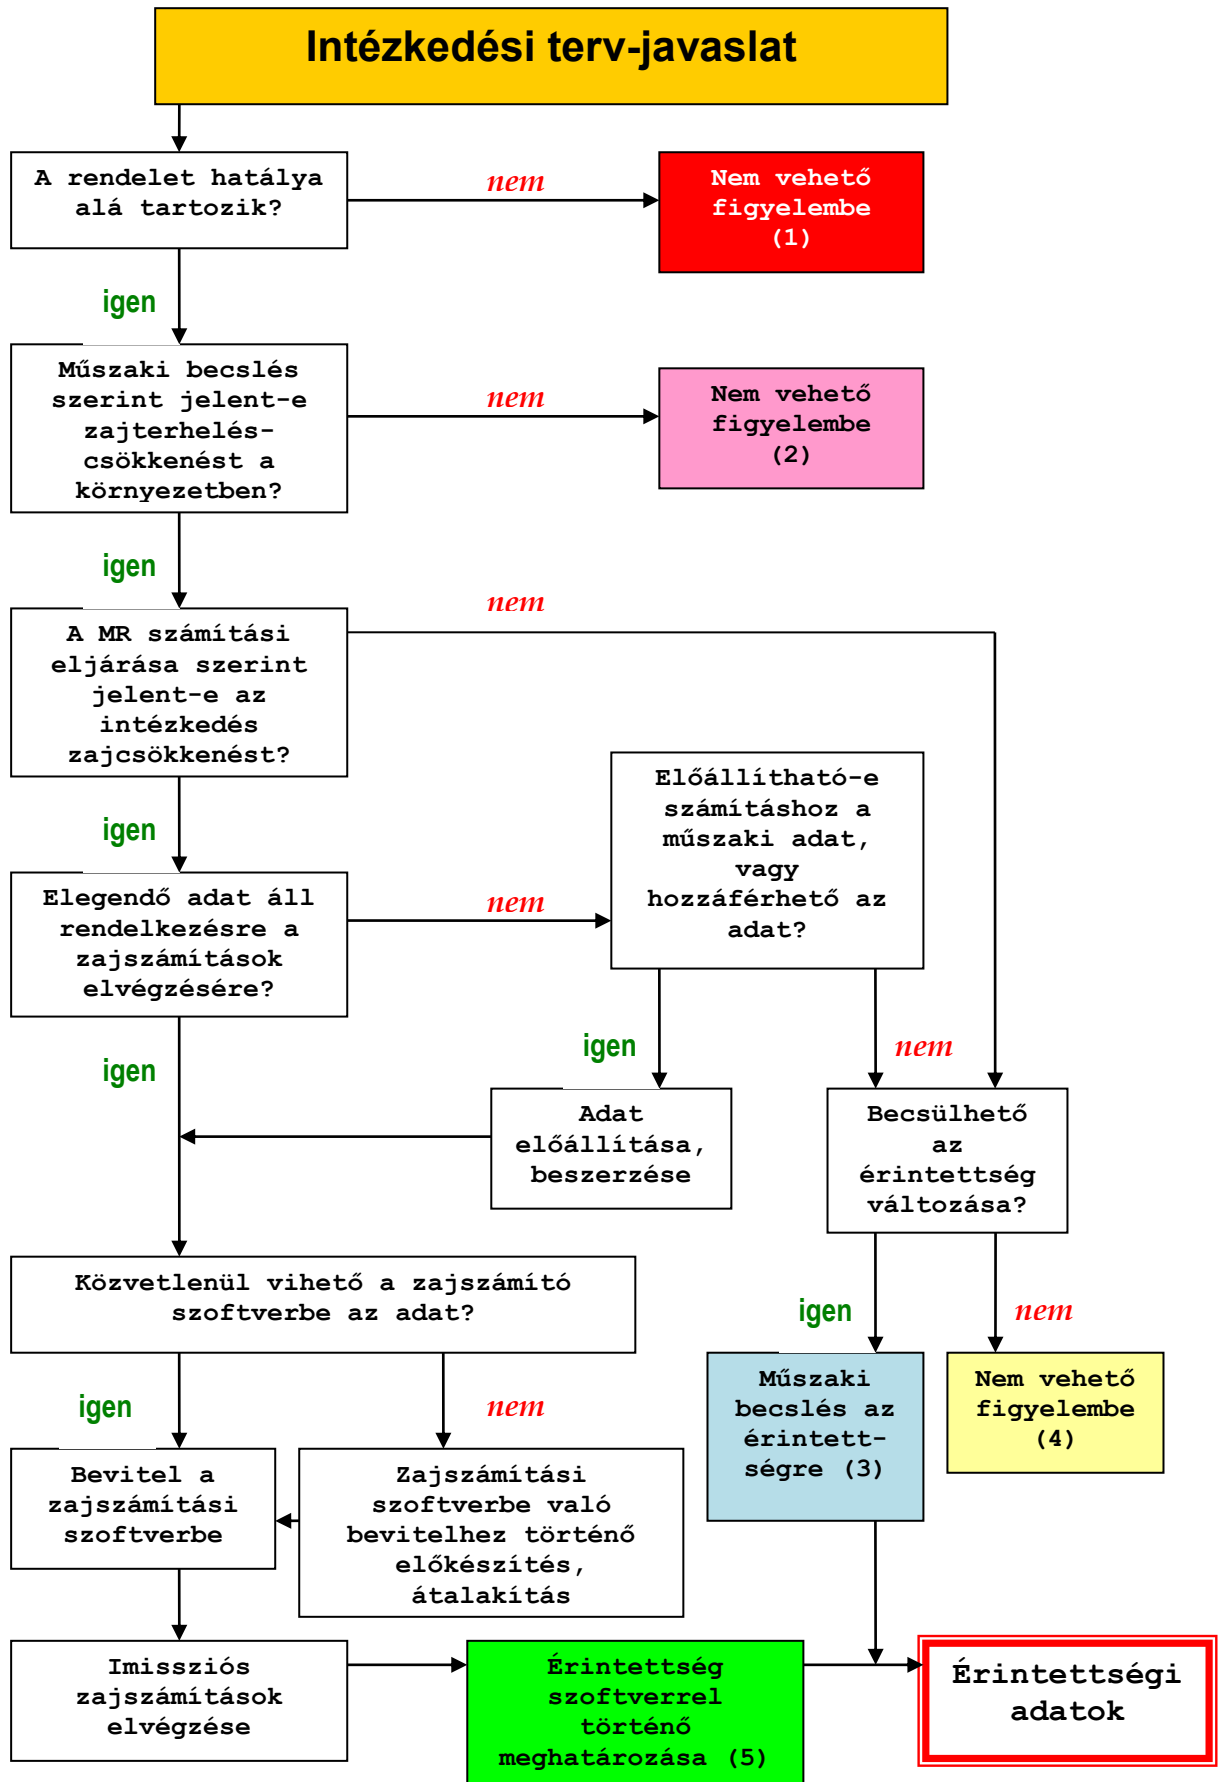 Intézkedési terv-javaslat
A rendelet hatálya
alá tartozik?
nem
Nem vehető
figyelembe
(1)
igen
Műszaki becslés
szerint jelent-e
zajterhelés-
csökkenést a
környezetben?
nem
Nem vehető
figyelembe
(2)
igen
nem
A MR számítási
eljárása szerint
jelent-e az
intézkedés
zajcsökkenést?
igen
Előállítható-e
számításhoz a
műszaki adat,
vagy
hozzáférhető az
adat?
Elegendő adat áll
rendelkezésre a
zajszámítások
elvégzésére?
nem
igen
igen
nem
Adat
előállítása,
beszerzése
Becsülhető
az
érintettség
változása?
Közvetlenül vihető a zajszámító
szoftverbe az adat?
igen
nem
igen
nem
Műszaki
becslés az
érintett-
ségre (3)
Nem vehető
figyelembe
(4)
Bevitel a
zajszámítási
szoftverbe
Zajszámítási
szoftverbe való
bevitelhez történő
előkészítés,
átalakítás
Imissziós
zajszámítások
elvégzése
Érintettség
szoftverrel
történő
meghatározása (5)
Érintettségi
adatok